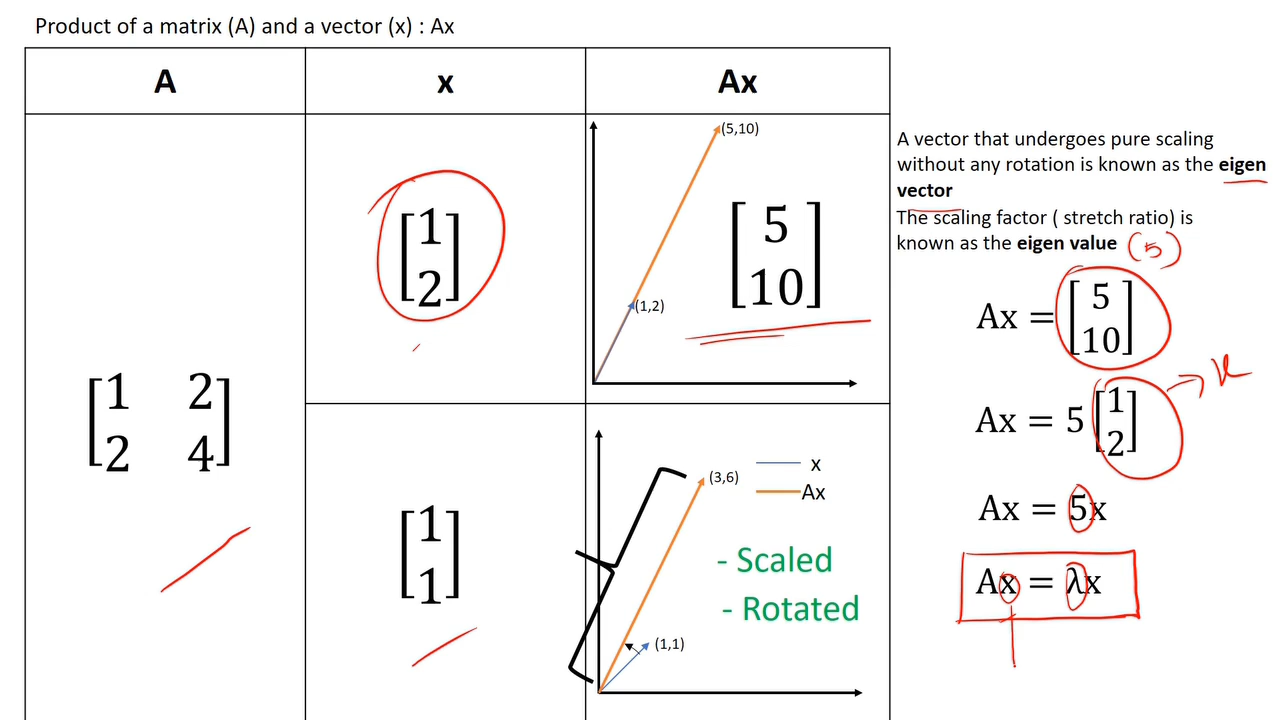 Product of a matrix (A) and a vector (x) : Ax
A x Ax
[1 2
2 4]
[1
2]
(5,10)
(1,2)
[5
10]
[1
1]
x
Ax
(3,6)
(1,1)
- Scaled
- Rotated
A vector that undergoes pure scaling
without any rotation is known as the eigen
vector
The scaling factor ( stretch ratio) is
known as the eigen value (5)
Ax = [5
10]
Ax = 5 [1
2] → x
Ax = 5x
Ax = λx